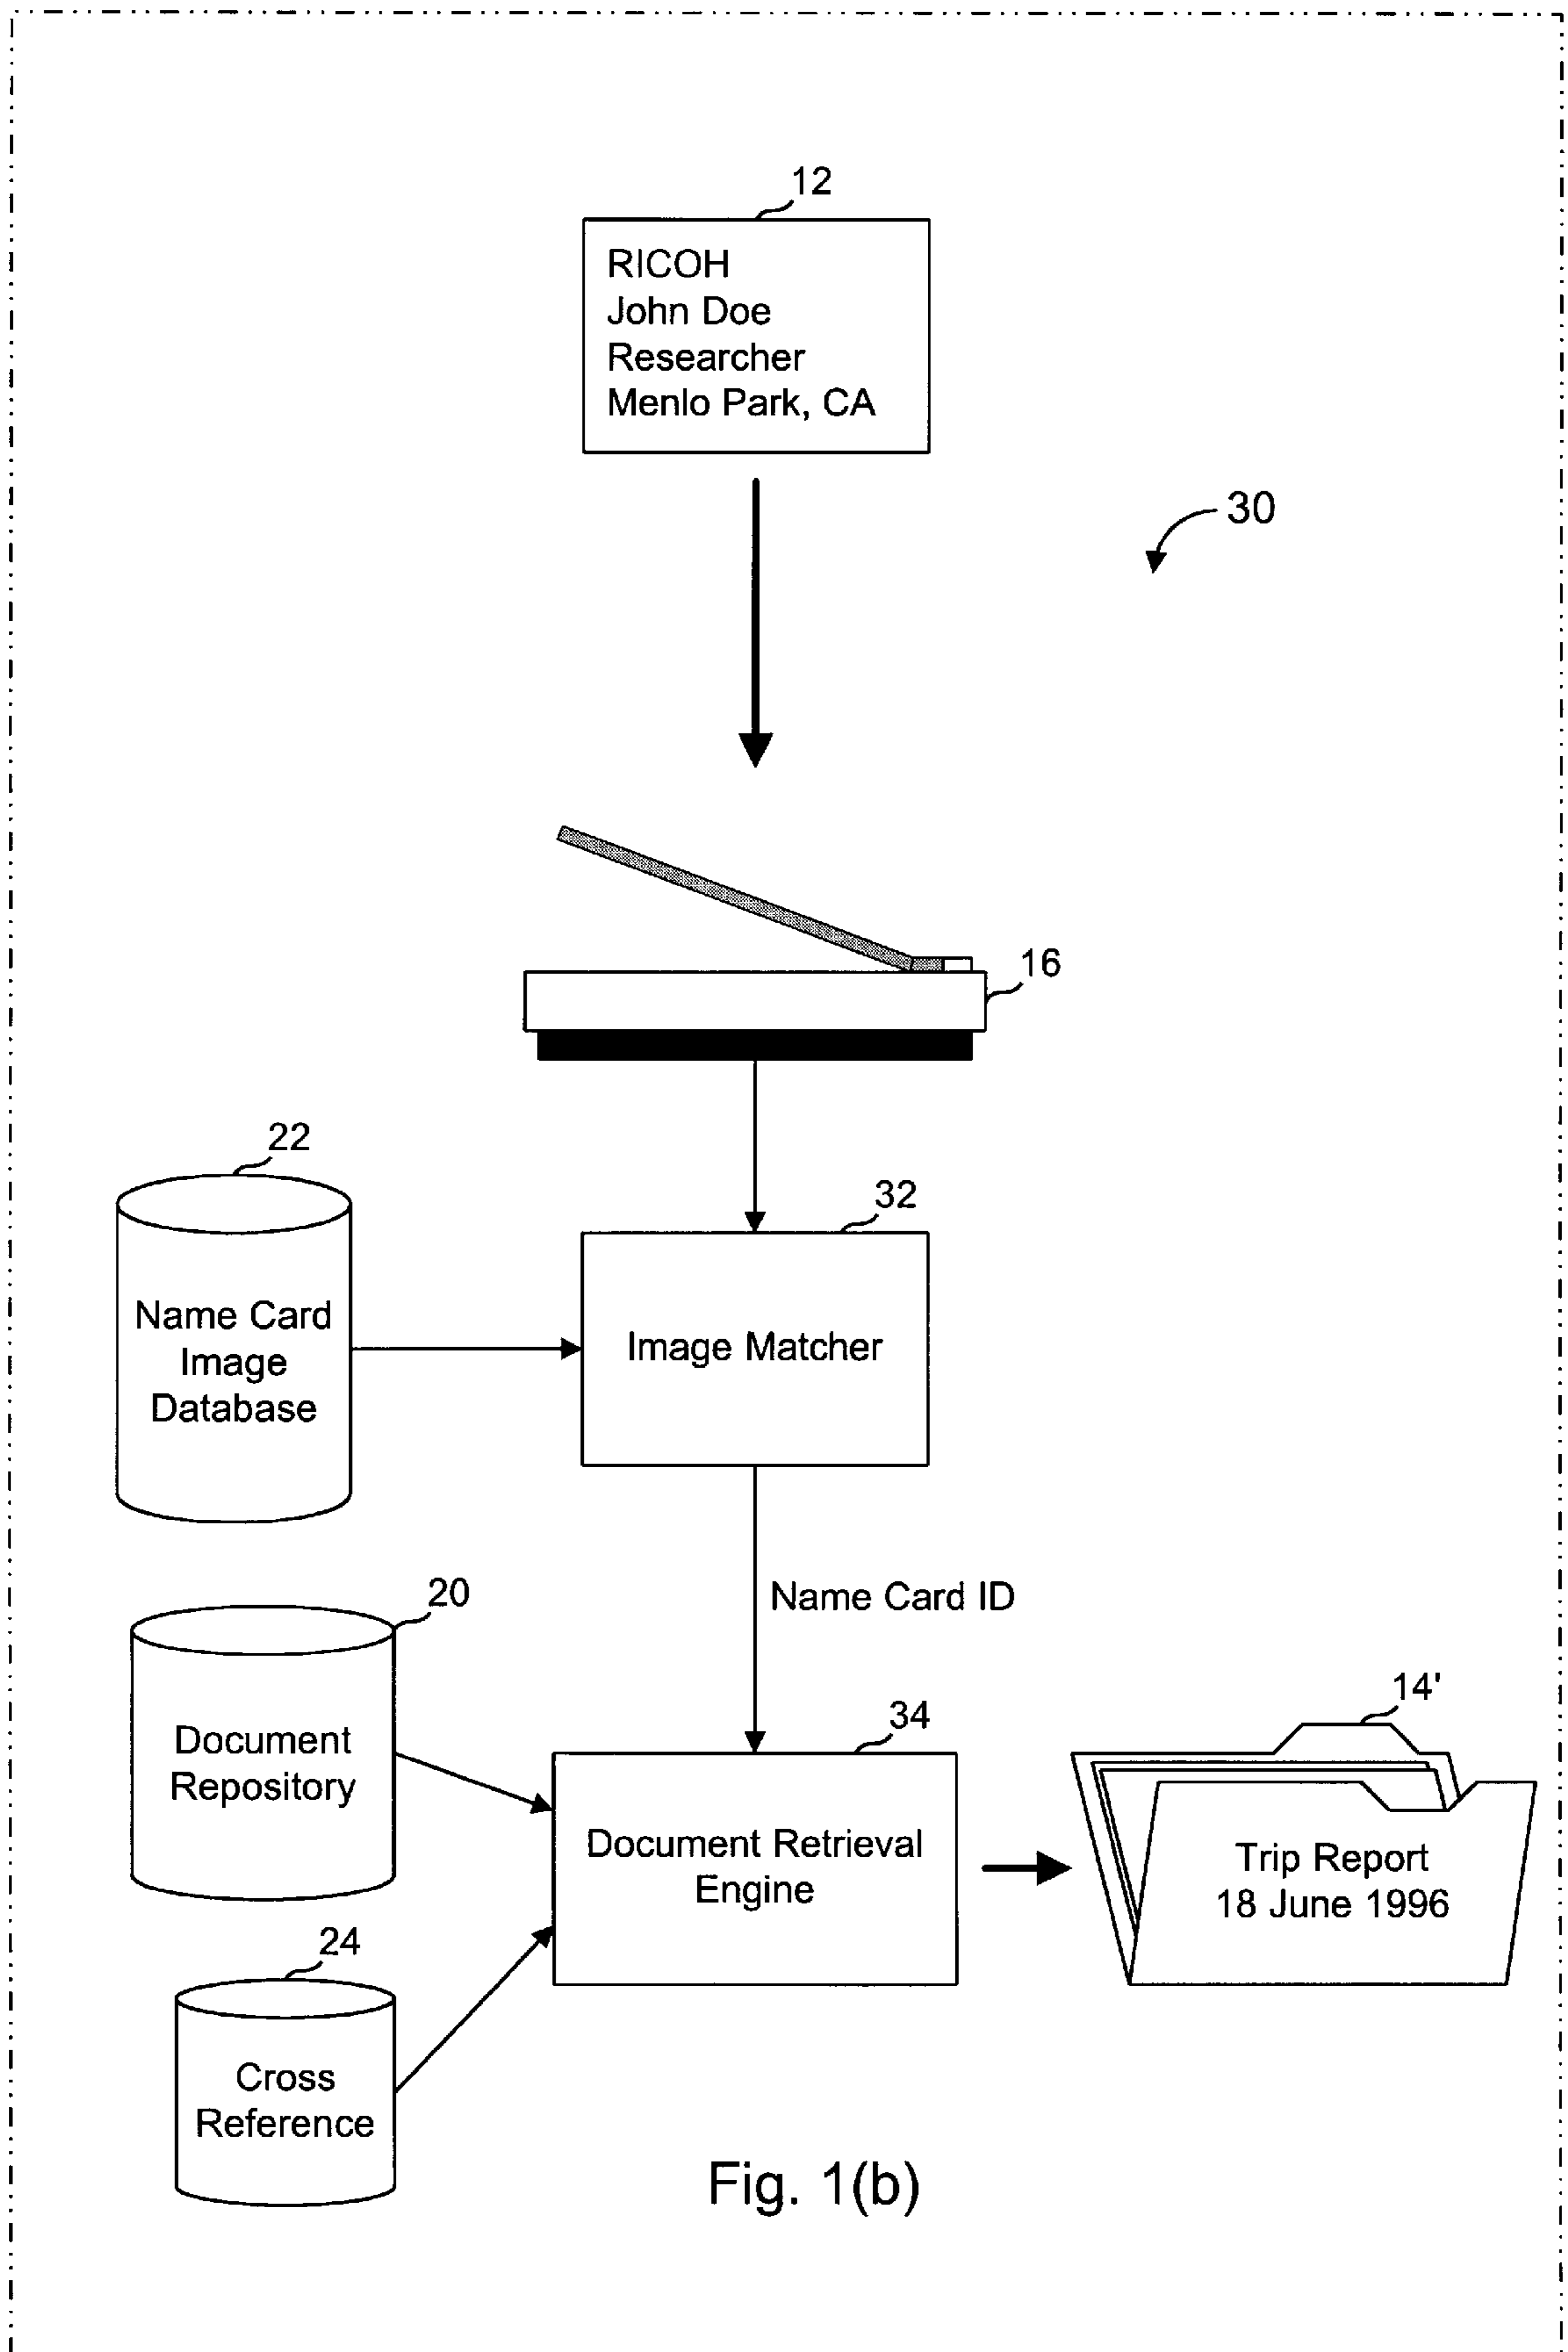 12
RICOH
John Doe
Researcher
Menlo Park, CA
30
16
22
32
Name Card
Image
Database
Image Matcher
20
Name Card ID
14'
34
Document
Repository
Document Retrieval
Engine
Trip Report
18 June 1996
24
Cross
Reference
Fig. 1(b)